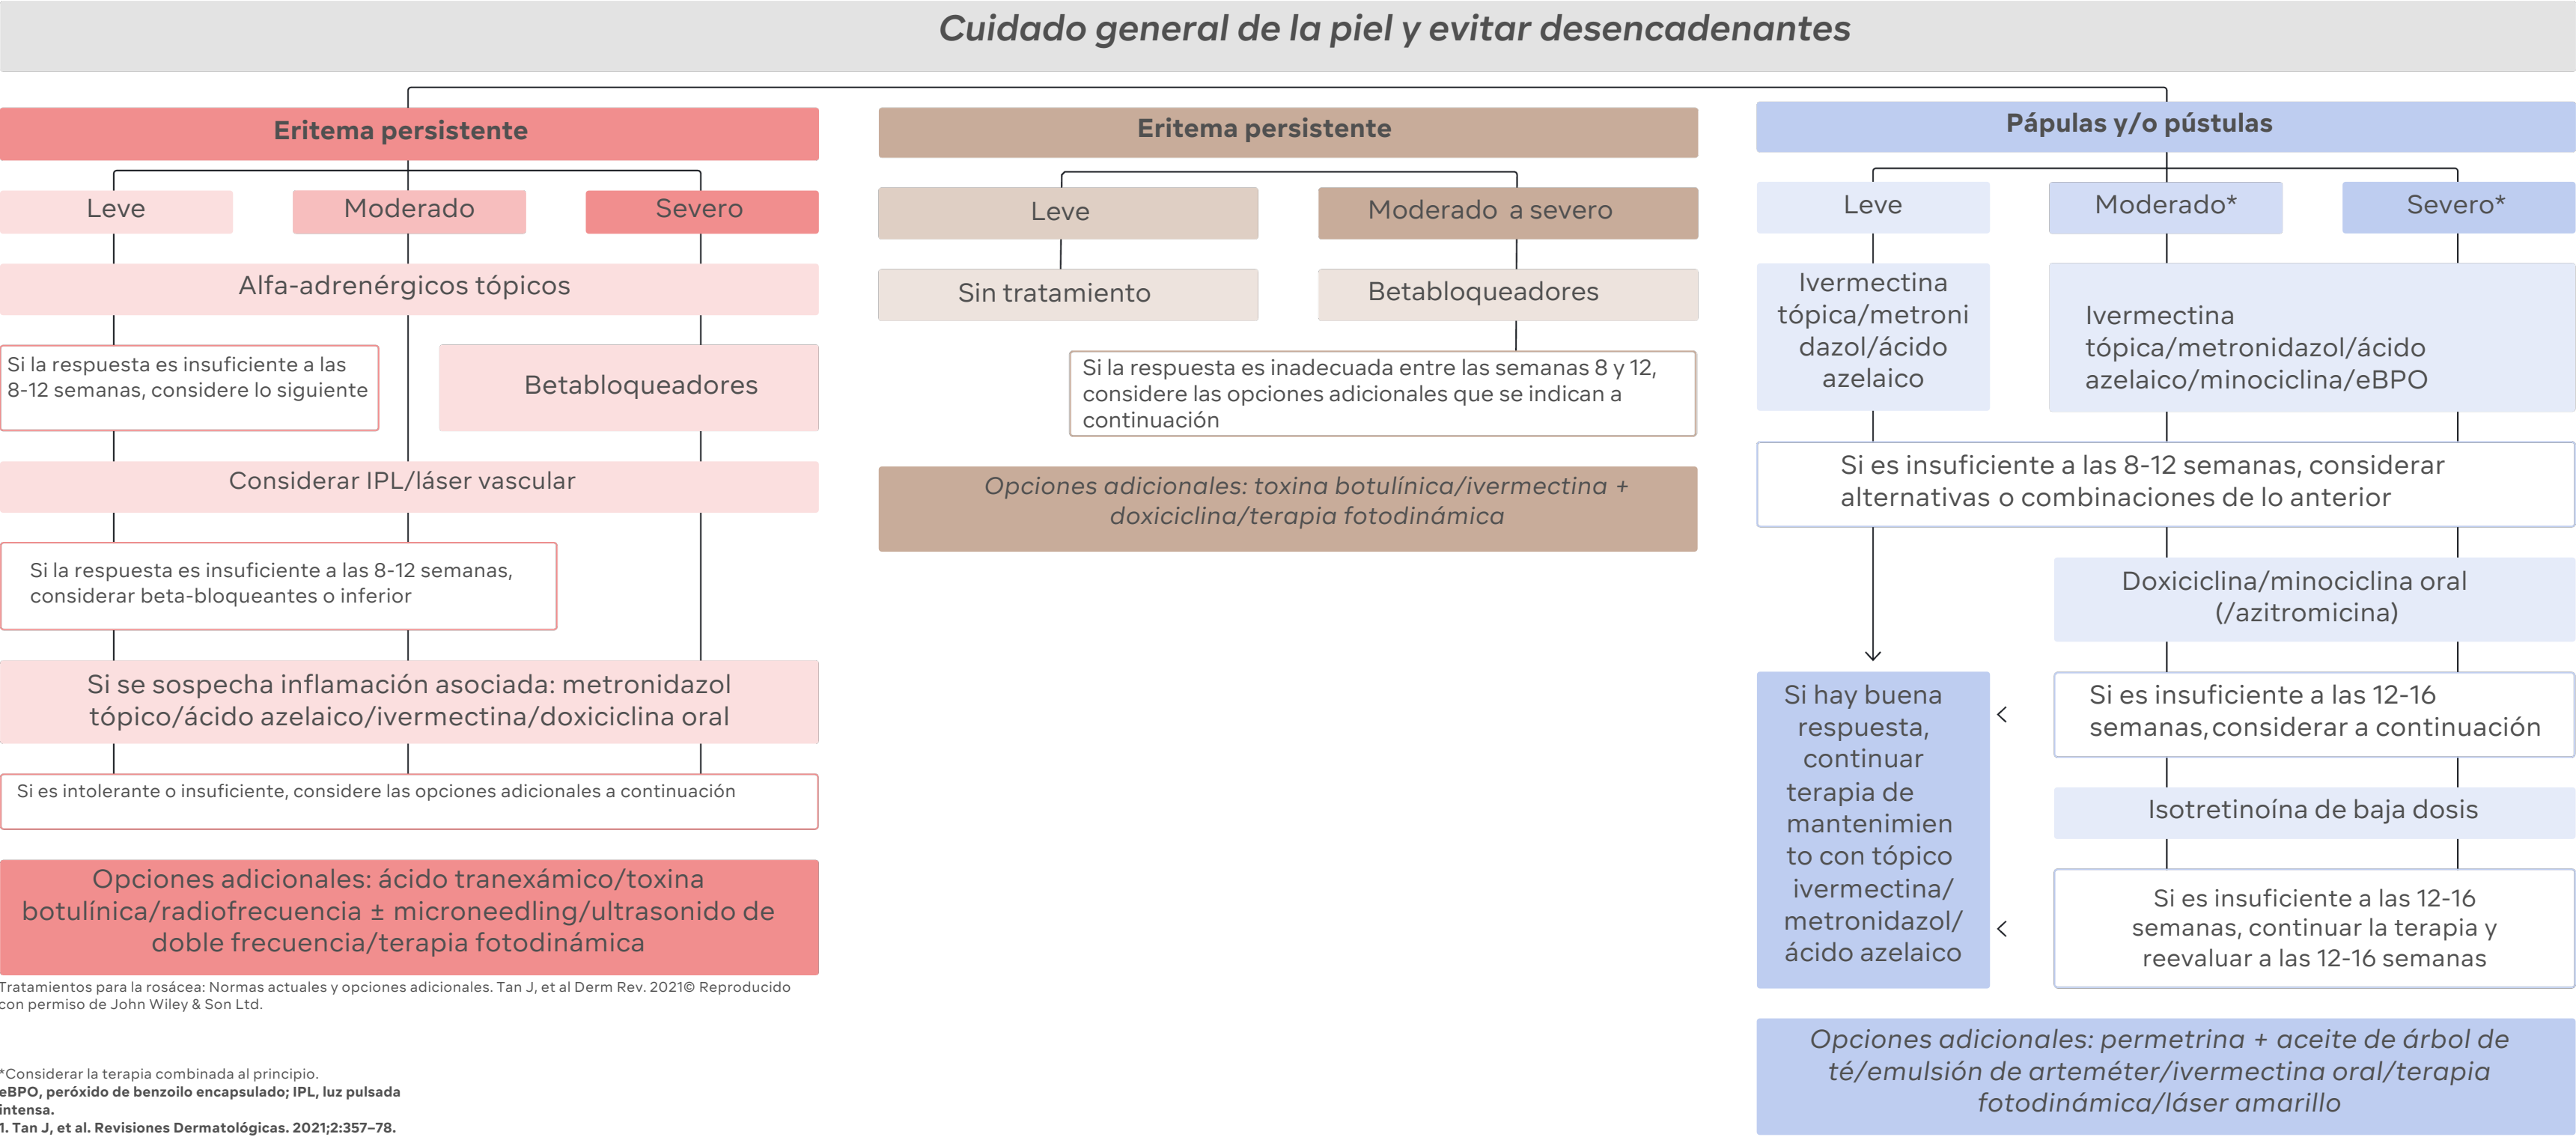 Cuidado general de la piel y evitar desencadenantes
Eritema persistente
Leve
Moderado
Severo
Alfa-adrenérgicos tópicos
Si la respuesta es insuficiente a las
8-12 semanas, considere lo siguiente
Betabloqueadores
Considerar IPL/láser vascular
Si la respuesta es insuficiente a las 8-12 semanas,
considerar beta-bloqueantes o inferior
Si se sospecha inflamación asociada: metronidazol
tópico/ácido azelaico/ivermectina/doxiciclina oral
Si es intolerante o insuficiente, considere las opciones adicionales a continuación
Opciones adicionales: ácido tranexámico/toxina
botulínica/radiofrecuencia ± microneedling/ultrasonido de
doble frecuencia/terapia fotodinámica
Eritema persistente
Leve
Moderado a severo
Sin tratamiento
Betabloqueadores
Si la respuesta es inadecuada entre las semanas 8 y 12,
considere las opciones adicionales que se indican a
continuación
Opciones adicionales: toxina botulínica/ivermectina +
doxiciclina/terapia fotodinámica
Pápulas y/o pústulas
Leve
Moderado*
Severo*
Ivermectina
tópica/metroni
dazol/ácido
azelaico
Ivermectina
tópica/metronidazol/ácido
azelaico/minociclina/eBPO
Si es insuficiente a las 8-12 semanas, considerar
alternativas o combinaciones de lo anterior
Doxiciclina/minociclina oral
(/azitromicina)
Si hay buena
respuesta,
continuar
terapia de
mantenimien
to con tópico
ivermectina/
metronidazol/
ácido azelaico
Si es insuficiente a las 12-16
semanas, considerar a continuación
Isotretinoína de baja dosis
Si es insuficiente a las 12-16
semanas, continuar la terapia y
reevaluar a las 12-16 semanas
Opciones adicionales: permetrina + aceite de árbol de
té/emulsión de arteméter/ivermectina oral/terapia
fotodinámica/láser amarillo
Tratamientos para la rosácea: Normas actuales y opciones adicionales. Tan J, et al Derm Rev. 2021© Reproducido
con permiso de John Wiley & Son Ltd.
*Considerar la terapia combinada al principio.
eBPO, peróxido de benzoilo encapsulado; IPL, luz pulsada
intensa.
1. Tan J, et al. Revisiones Dermatológicas. 2021;2:357–78.